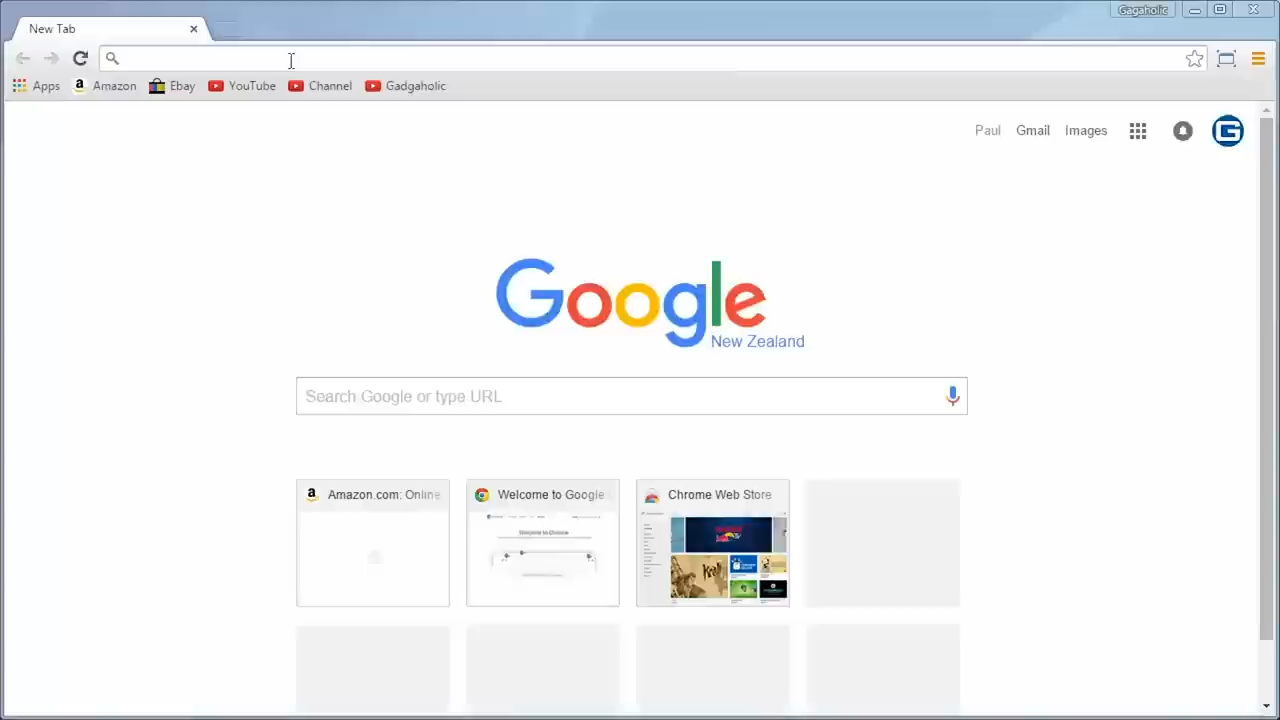 Gagaholic
New Tab
Apps Amazon Ebay YouTube Channel Gadgaholic
Paul Gmail Images
Google
New Zealand
Search Google or type URL
Amazon.com: Online
Welcome to Google
Chrome Web Store
Welcome to Chrome